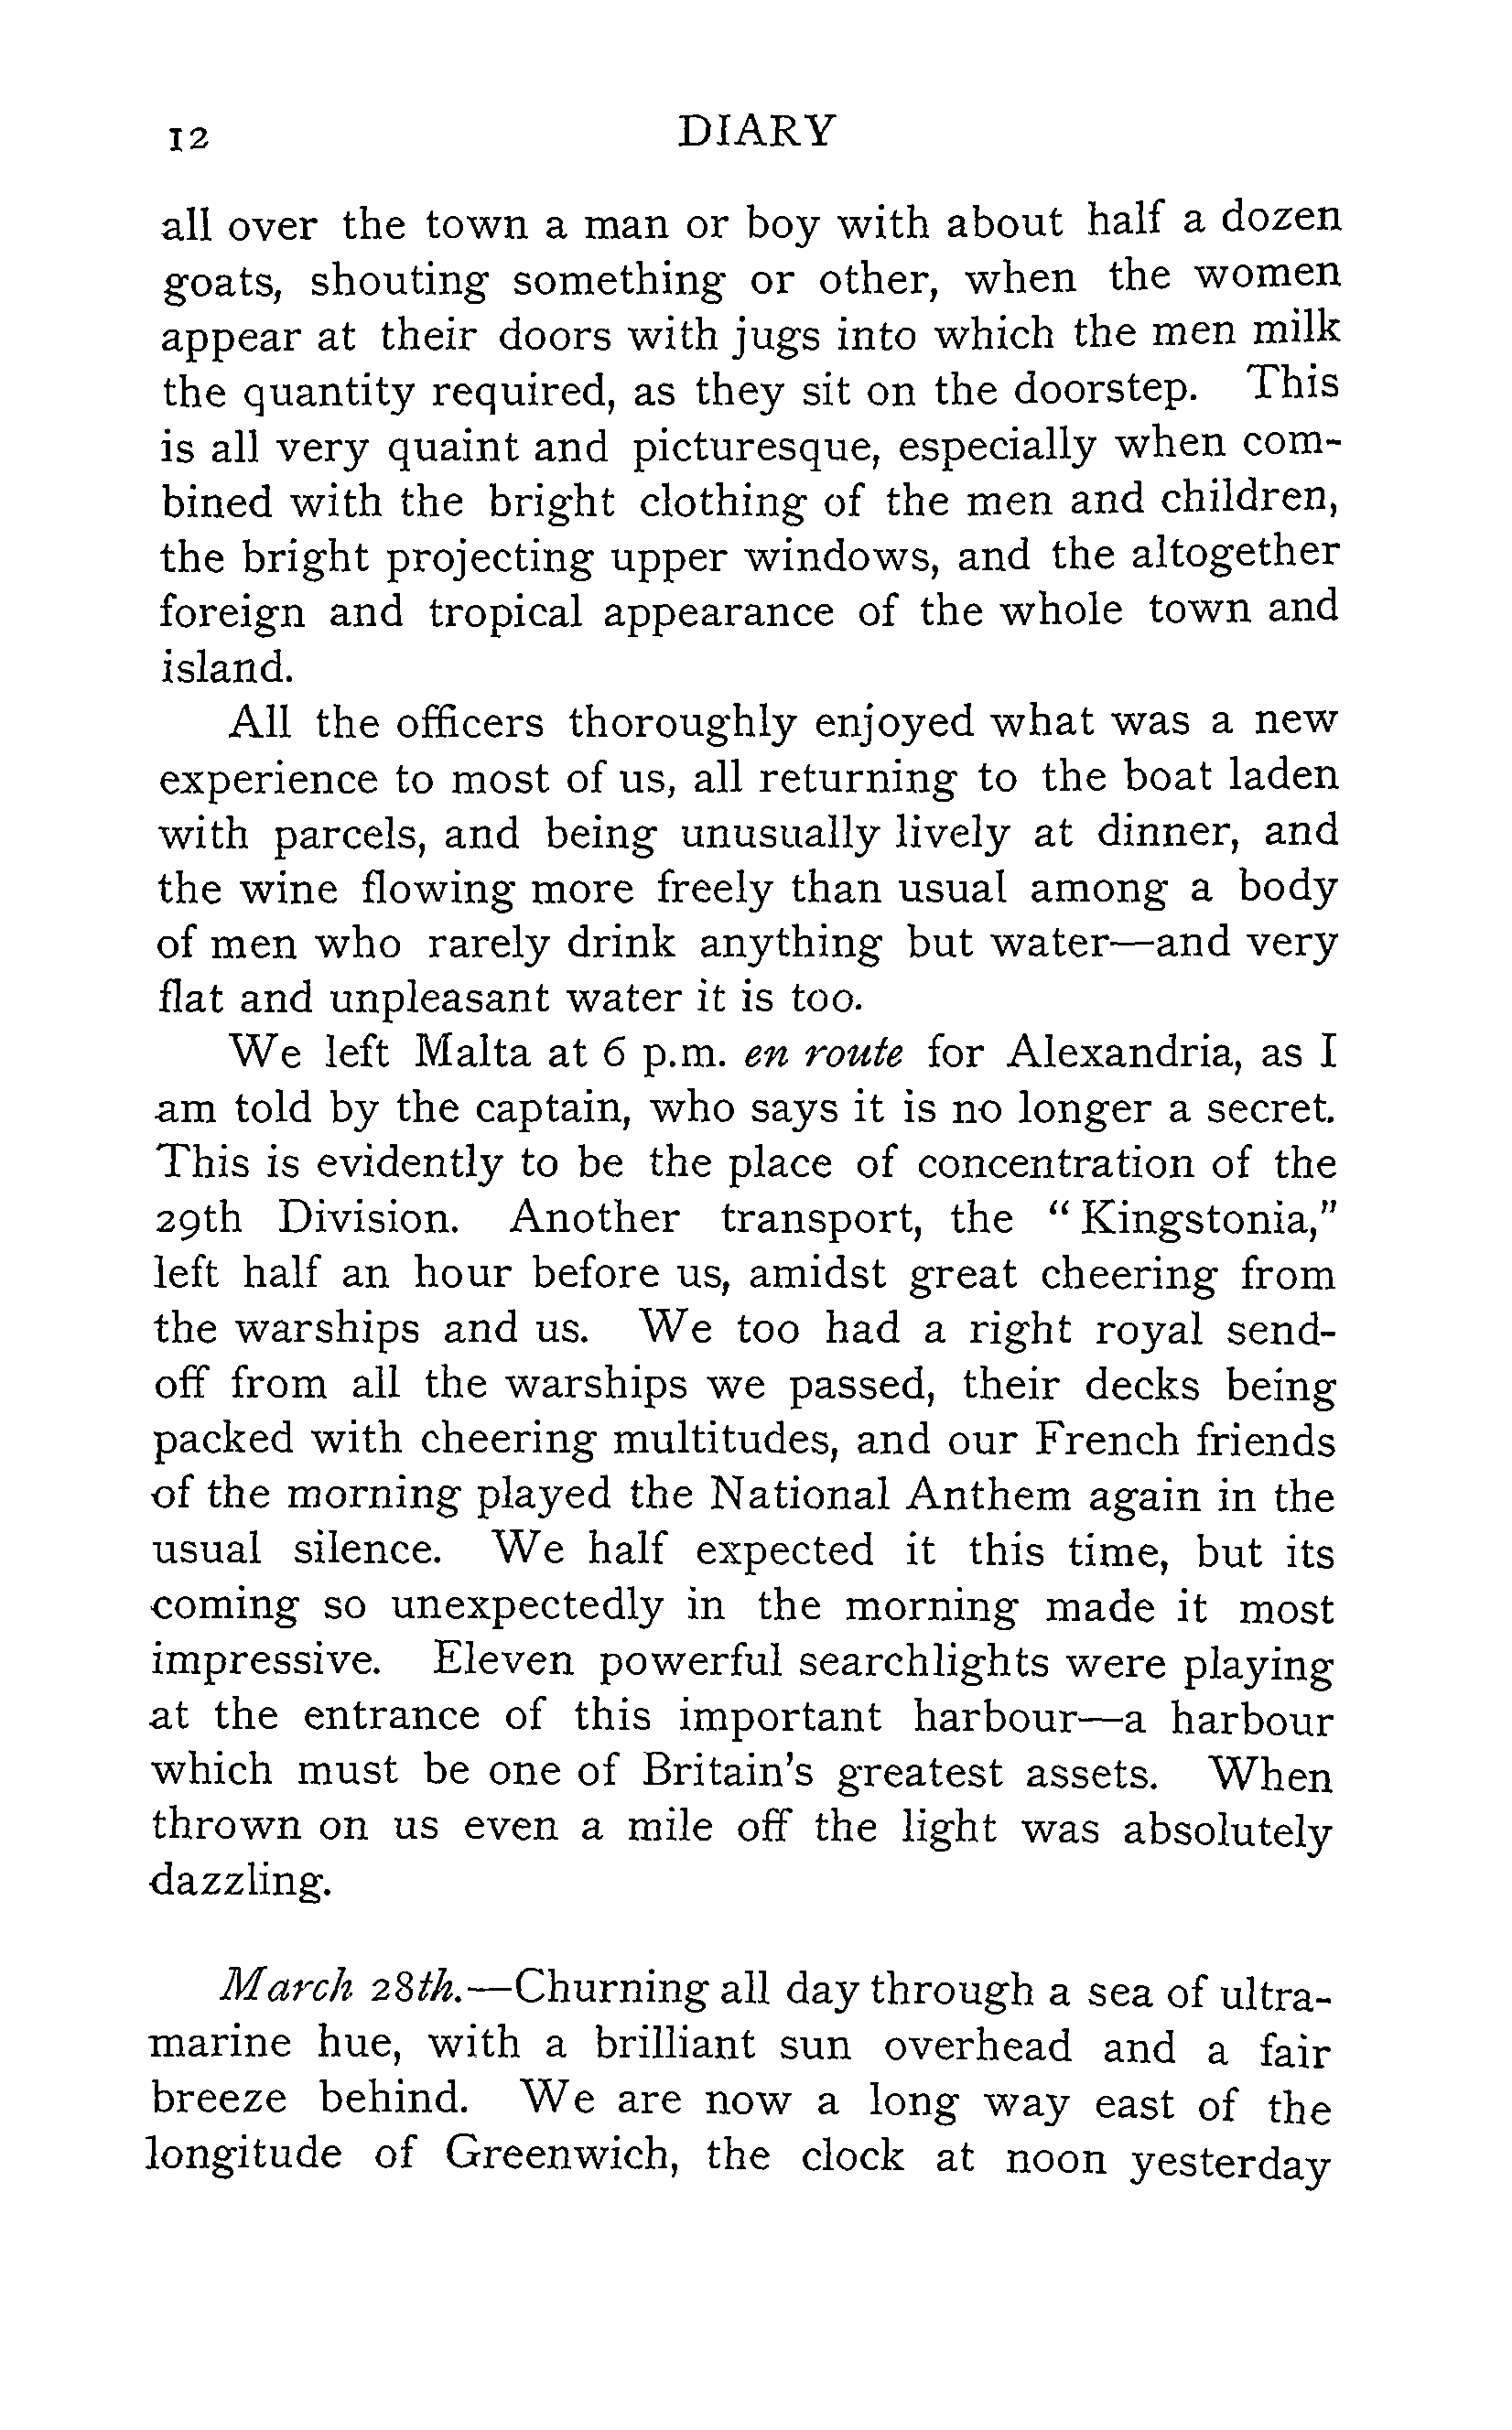 12 DIARY
all over the town a man or boy with about half a dozen
goats, shouting something or other, when the women
appear at their doors with jugs into which the men milk
the quantity required, as they sit on the doorstep. This
is all very quaint and picturesque, especially when com-
bined with the bright clothing of the men and children,
the bright projecting upper windows, and the altogether
foreign and tropical appearance of the whole town and
island.
All the officers thoroughly enjoyed what was a new
experience to most of us, all returning to the boat laden
with parcels, and being unusually lively at dinner, and
the wine flowing more freely than usual among a body
of men who rarely drink anything but water—and very
flat and unpleasant water it is too.
We left Malta at 6 p.m. en route for Alexandria, as I
am told by the captain, who says it is no longer a secret.
This is evidently to be the place of concentration of the
29th Division. Another transport, the “Kingstonia,”
left half an hour before us, amidst great cheering from
the warships and us. We too had a right royal send-
off from all the warships we passed, their decks being
packed with cheering multitudes, and our French friends
of the morning played the National Anthem again in the
usual silence. We half expected it this time, but its
coming so unexpectedly in the morning made it most
impressive. Eleven powerful searchlights were playing
at the entrance of this important harbour—a harbour
which must be one of Britain's greatest assets. When
thrown on us even a mile off the light was absolutely
dazzling.
March 28th.—Churning all day through a sea of ultra-
marine hue, with a brilliant sun overhead and a fair
breeze behind. We are now a long way east of the
longitude of Greenwich, the clock at noon yesterday